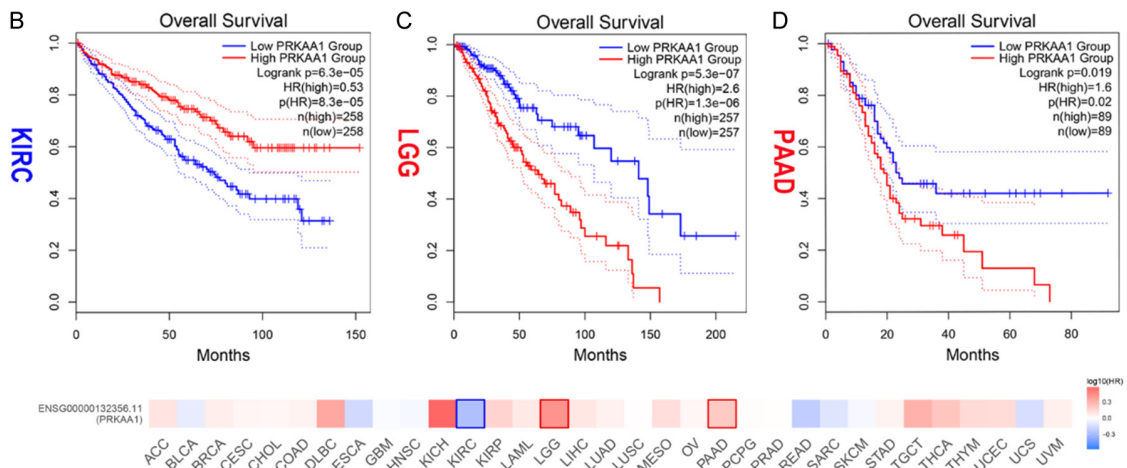 B
Overall Survival
Low PRKAA1 Group
High PRKAA1 Group
Logrank p=6.3e-05
HR(high)=0.53
p(HR)=8.3e-05
n(high)=258
n(low)=258
KIRC
0.0 0.2 0.4 0.6 0.8 1.0
0 50 100 150
Months
C
Overall Survival
Low PRKAA1 Group
High PRKAA1 Group
Logrank p=5.3e-07
HR(high)=2.6
p(HR)=1.3e-06
n(high)=257
n(low)=257
LGG
0.0 0.2 0.4 0.6 0.8 1.0
0 50 100 150 200
Months
D
Overall Survival
Low PRKAA1 Group
High PRKAA1 Group
Logrank p=0.019
HR(high)=1.6
p(HR)=0.02
n(high)=89
n(low)=89
PAAD
0.0 0.2 0.4 0.6 0.8 1.0
0 20 40 60 80
Months
ENSG00000132356.11
(PRKAA1)
ACC BLCA BRCA CESC CHOL COAD DLBC ESCA GBM HNSC KICH KIRC KIRP LAML LGG LIHC LUAD LUSC MESO OV PAAD PCPG PRAD READ SARC SKCM STAD TGCT THCA THYM UCEC UCS UVM
log10(HR)
0.3
0.0
-0.3